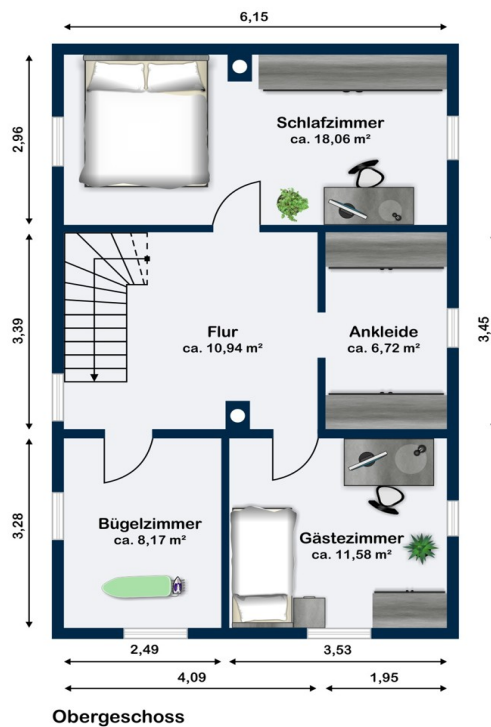 6,15
2,96
Schlafzimmer
ca. 18,06 m²
3,39
Flur
ca. 10,94 m²
Ankleide
ca. 6,72 m²
3,45
3,28
Bügelzimmer
ca. 8,17 m²
Gästezimmer
ca. 11,58 m²
2,49
3,53
4,09
1,95
Obergeschoss